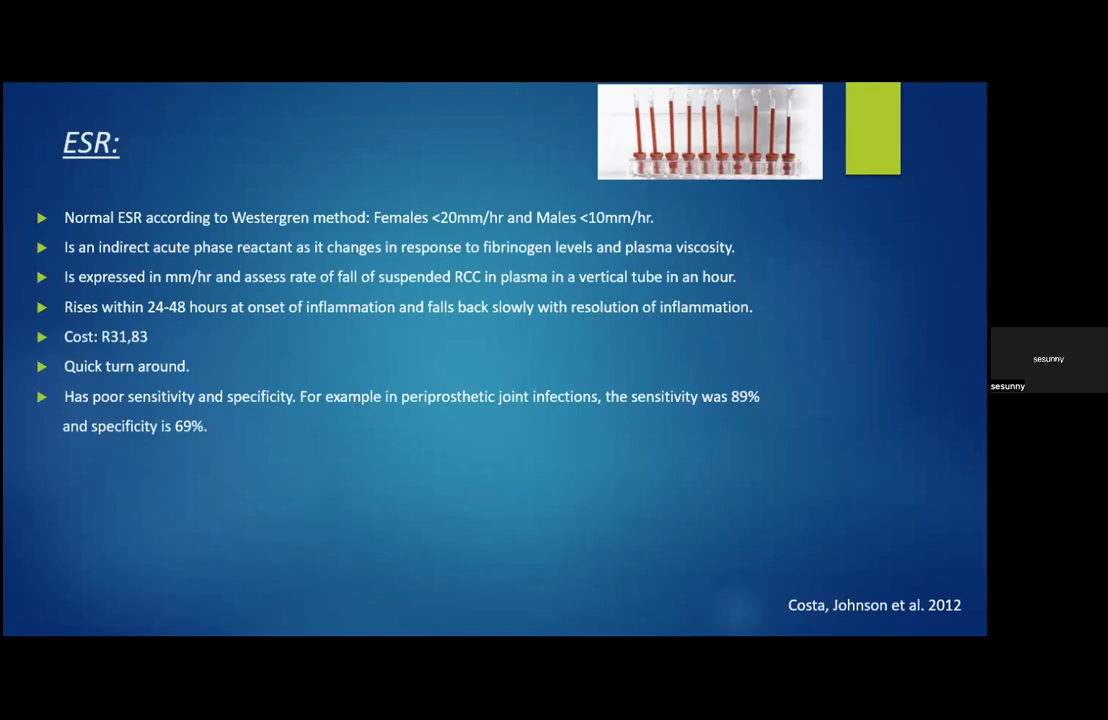 ESR:
Normal ESR according to Westergren method: Females <20mm/hr and Males <10mm/hr.
Is an indirect acute phase reactant as it changes in response to fibrinogen levels and plasma viscosity.
Is expressed in mm/hr and assess rate of fall of suspended RCC in plasma in a vertical tube in an hour.
Rises within 24-48 hours at onset of inflammation and falls back slowly with resolution of inflammation.
Cost: R31,83
Quick turn around.
Has poor sensitivity and specificity. For example in periprosthetic joint infections, the sensitivity was 89%
and specificity is 69%.
Costa, Johnson et al. 2012
sesunny
sesunny